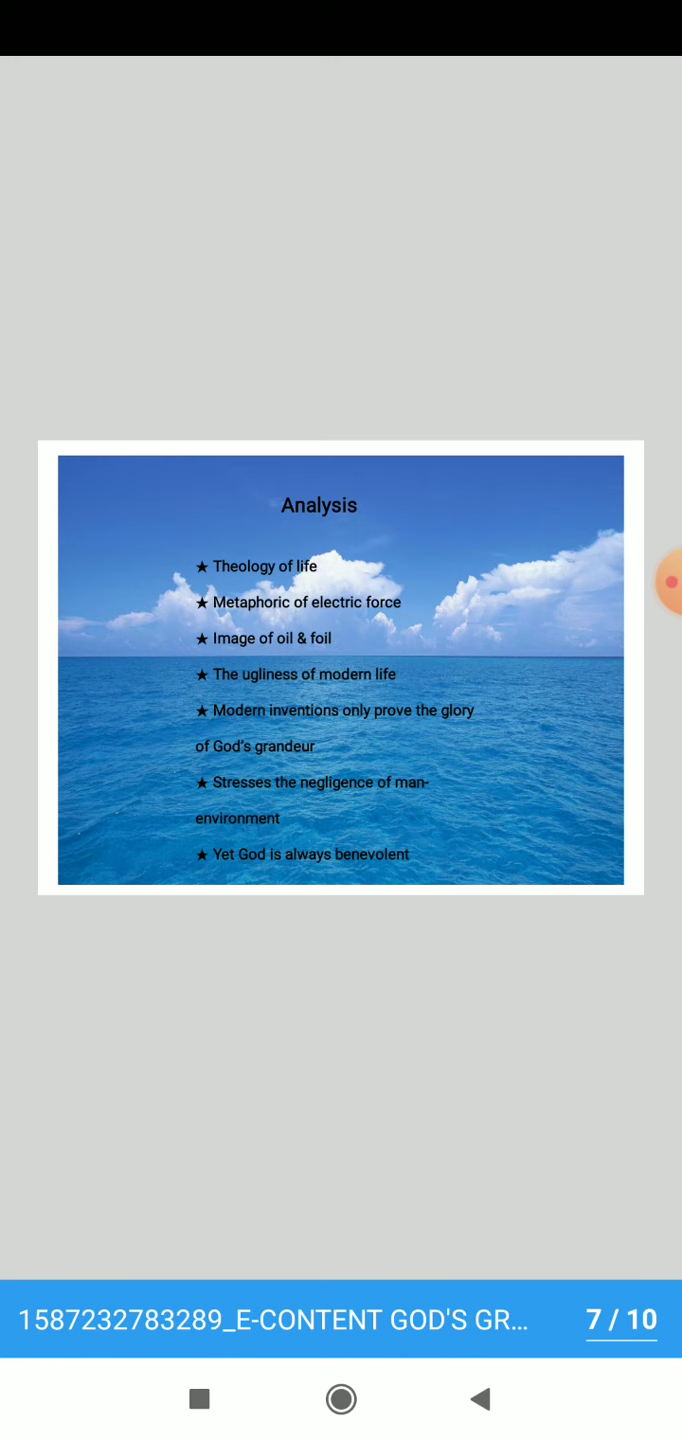 Analysis
★ Theology of life
★ Metaphoric of electric force
★ Image of oil & foil
★ The ugliness of modern life
★ Modern inventions only prove the glory
of God's grandeur
★ Stresses the negligence of man-
environment
★ Yet God is always benevolent
1587232783289_E-CONTENT GOD'S GR... 7 / 10